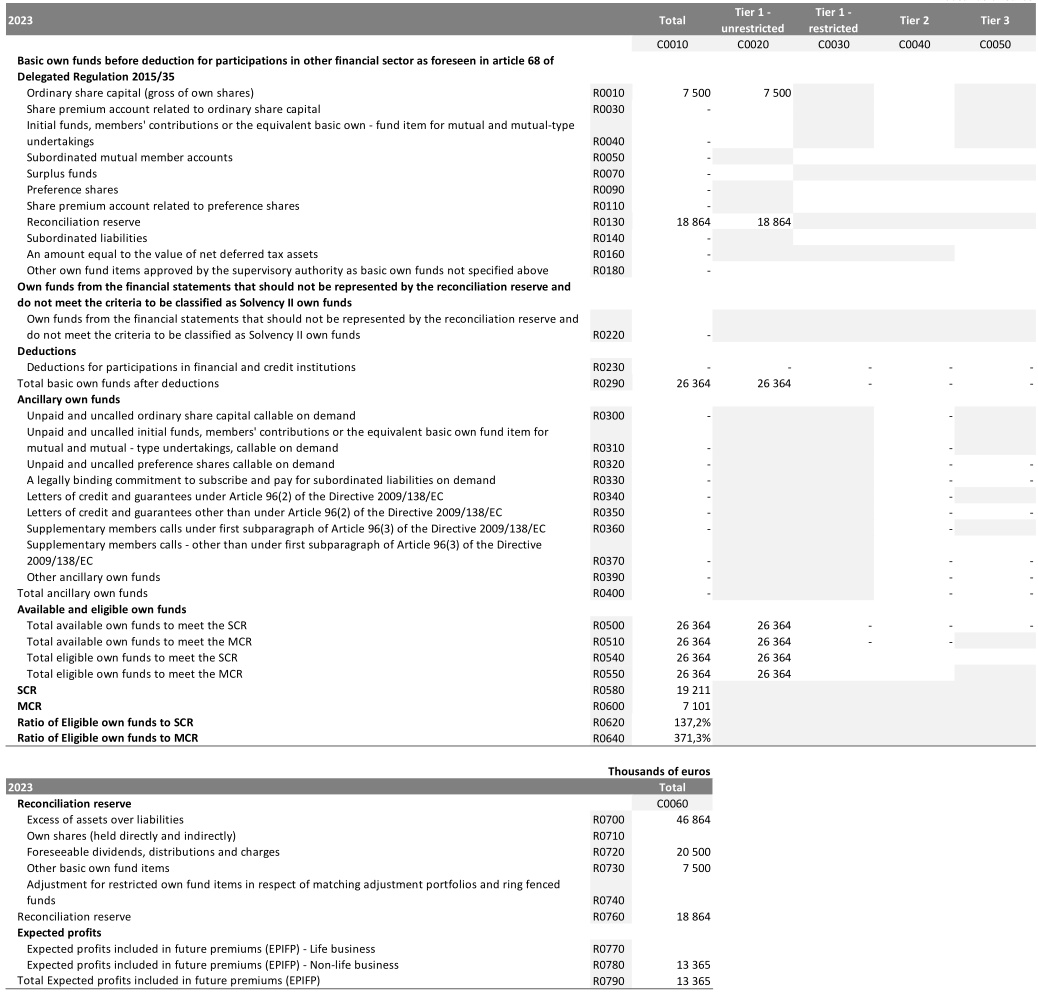 2023 Total Tier 1 - unrestricted Tier 1 - restricted Tier 2 Tier 3
C0010 C0020 C0030 C0040 C0050
Basic own funds before deduction for participations in other financial sector as foreseen in article 68 of
Delegated Regulation 2015/35
Ordinary share capital (gross of own shares) R0010 7 500 7 500
Share premium account related to ordinary share capital R0030 -
Initial funds, members' contributions or the equivalent basic own - fund item for mutual and mutual-type
undertakings R0040 -
Subordinated mutual member accounts R0050 -
Surplus funds R0070 -
Preference shares R0090 -
Share premium account related to preference shares R0110 -
Reconciliation reserve R0130 18 864 18 864
Subordinated liabilities R0140 -
An amount equal to the value of net deferred tax assets R0160 -
Other own fund items approved by the supervisory authority as basic own funds not specified above R0180 -
Own funds from the financial statements that should not be represented by the reconciliation reserve and
do not meet the criteria to be classified as Solvency II own funds
Own funds from the financial statements that should not be represented by the reconciliation reserve and
do not meet the criteria to be classified as Solvency II own funds R0220 -
Deductions
Deductions for participations in financial and credit institutions R0230 - - - - -
Total basic own funds after deductions R0290 26 364 26 364 - - -
Ancillary own funds
Unpaid and uncalled ordinary share capital callable on demand R0300 - -
Unpaid and uncalled initial funds, members' contributions or the equivalent basic own fund item for
mutual and mutual - type undertakings, callable on demand R0310 - -
Unpaid and uncalled preference shares callable on demand R0320 - - -
A legally binding commitment to subscribe and pay for subordinated liabilities on demand R0330 - - -
Letters of credit and guarantees under Article 96(2) of the Directive 2009/138/EC R0340 - -
Letters of credit and guarantees other than under Article 96(2) of the Directive 2009/138/EC R0350 - - -
Supplementary members calls under first subparagraph of Article 96(3) of the Directive 2009/138/EC R0360 - -
Supplementary members calls - other than under first subparagraph of Article 96(3) of the Directive
2009/138/EC R0370 - - -
Other ancillary own funds R0390 - - -
Total ancillary own funds R0400 - - -
Available and eligible own funds
Total available own funds to meet the SCR R0500 26 364 26 364 - - -
Total available own funds to meet the MCR R0510 26 364 26 364 - -
Total eligible own funds to meet the SCR R0540 26 364 26 364
Total eligible own funds to meet the MCR R0550 26 364 26 364
SCR R0580 19 211
MCR R0600 7 101
Ratio of Eligible own funds to SCR R0620 137,2%
Ratio of Eligible own funds to MCR R0640 371,3%
Thousands of euros
2023 Total
Reconciliation reserve C0060
Excess of assets over liabilities R0700 46 864
Own shares (held directly and indirectly) R0710
Foreseeable dividends, distributions and charges R0720 20 500
Other basic own fund items R0730 7 500
Adjustment for restricted own fund items in respect of matching adjustment portfolios and ring fenced
funds R0740
Reconciliation reserve R0760 18 864
Expected profits
Expected profits included in future premiums (EPIFP) - Life business R0770
Expected profits included in future premiums (EPIFP) - Non-life business R0780 13 365
Total Expected profits included in future premiums (EPIFP) R0790 13 365